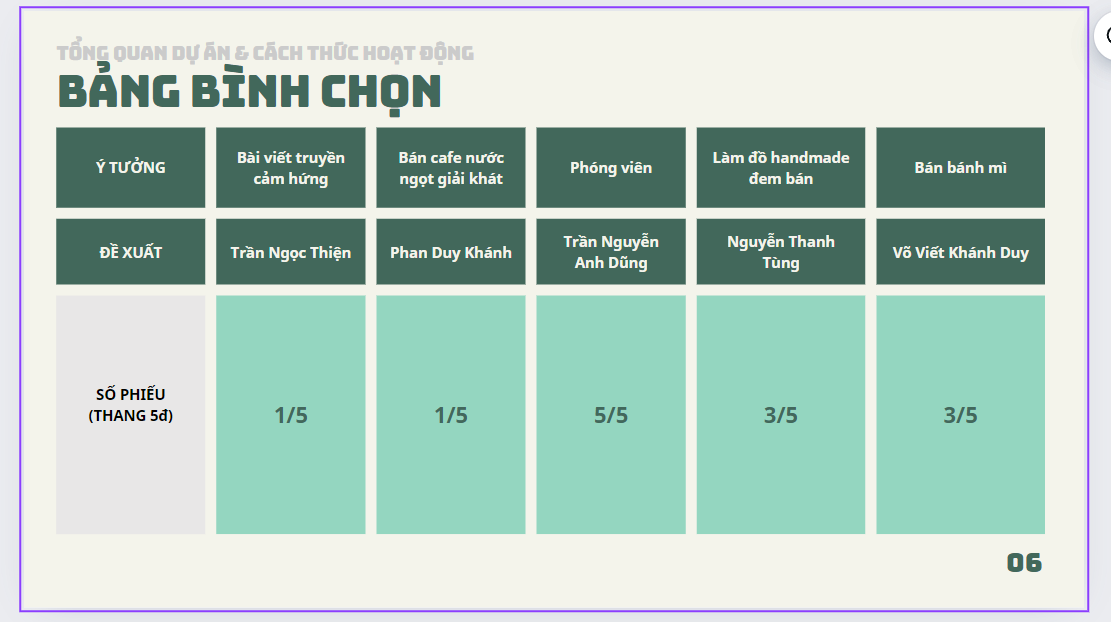 TỔNG QUAN DỰ ÁN & CÁCH THỨC HOẠT ĐỘNG
BẢNG BÌNH CHỌN
Ý TƯỞNG
Bài viết truyền
cảm hứng
Bán cafe nước
ngọt giải khát
Phóng viên
Làm đồ handmade
đem bán
Bán bánh mì
ĐỀ XUẤT
Trần Ngọc Thiện
Phan Duy Khánh
Trần Nguyễn
Anh Dũng
Nguyễn Thanh
Tùng
Võ Viết Khánh Duy
SỐ PHIẾU
(THANG 5đ)
1/5
1/5
5/5
3/5
3/5
06